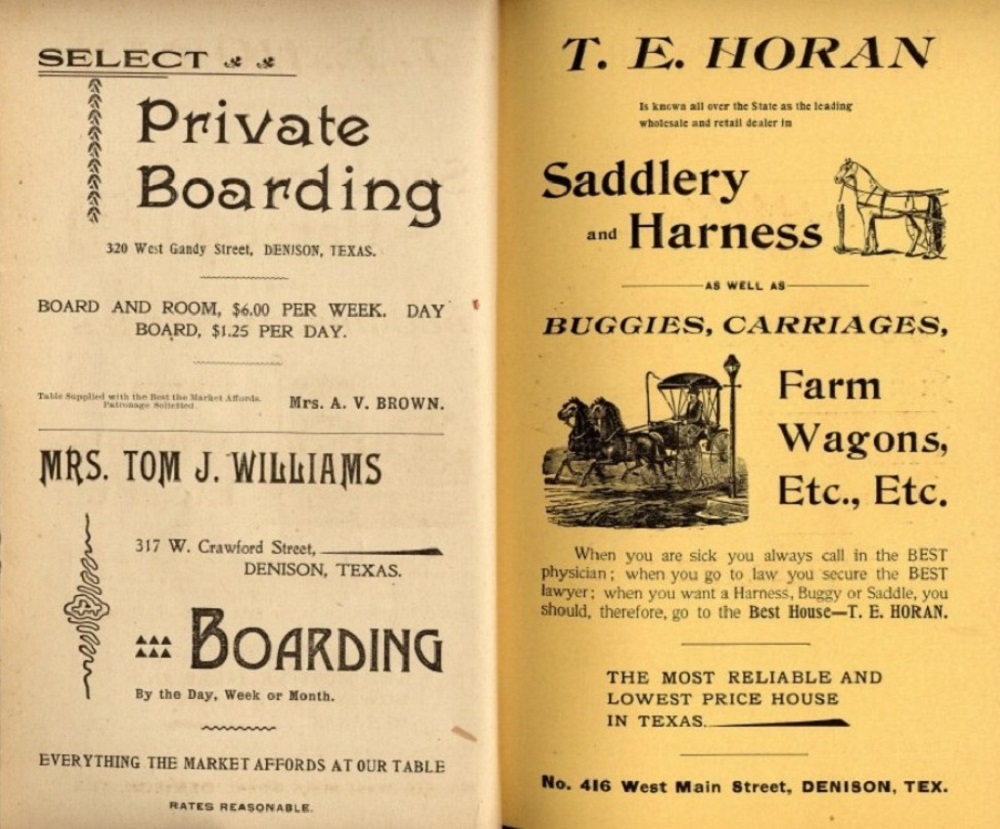 SELECT
Private
Boarding
320 West Gandy Street, DENISON, TEXAS.
BOARD AND ROOM, $6.00 PER WEEK. DAY
BOARD, $1.25 PER DAY.
Table Supplied with the Best the Market Affords.
Patronage Solicited.
Mrs. A. V. BROWN.
MRS. TOM J. WILLIAMS
317 W. Crawford Street,
DENISON, TEXAS.
BOARDING
By the Day, Week or Month.
EVERYTHING THE MARKET AFFORDS AT OUR TABLE
RATES REASONABLE.
T. E. HORAN
Is known all over the State as the leading
wholesale and retail dealer in
Saddlery
and Harness
AS WELL AS
BUGGIES, CARRIAGES,
Farm
Wagons,
Etc., Etc.
When you are sick you always call in the BEST
physician; when you go to law you secure the BEST
lawyer; when you want a Harness, Buggy or Saddle, you
should, therefore, go to the Best House—T. E. HORAN.
THE MOST RELIABLE AND
LOWEST PRICE HOUSE
IN TEXAS.
No. 416 West Main Street, DENISON, TEX.